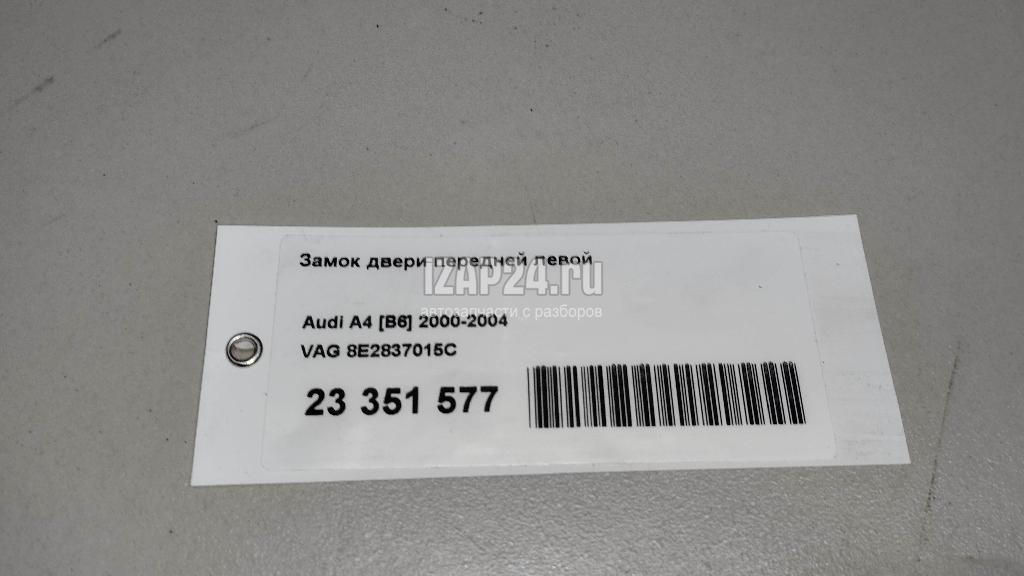 Замок двери передней левой
IZAP24.ru
автозапчасти с разборов
Audi A4 [B6] 2000-2004
VAG 8E2837015C
23 351 577